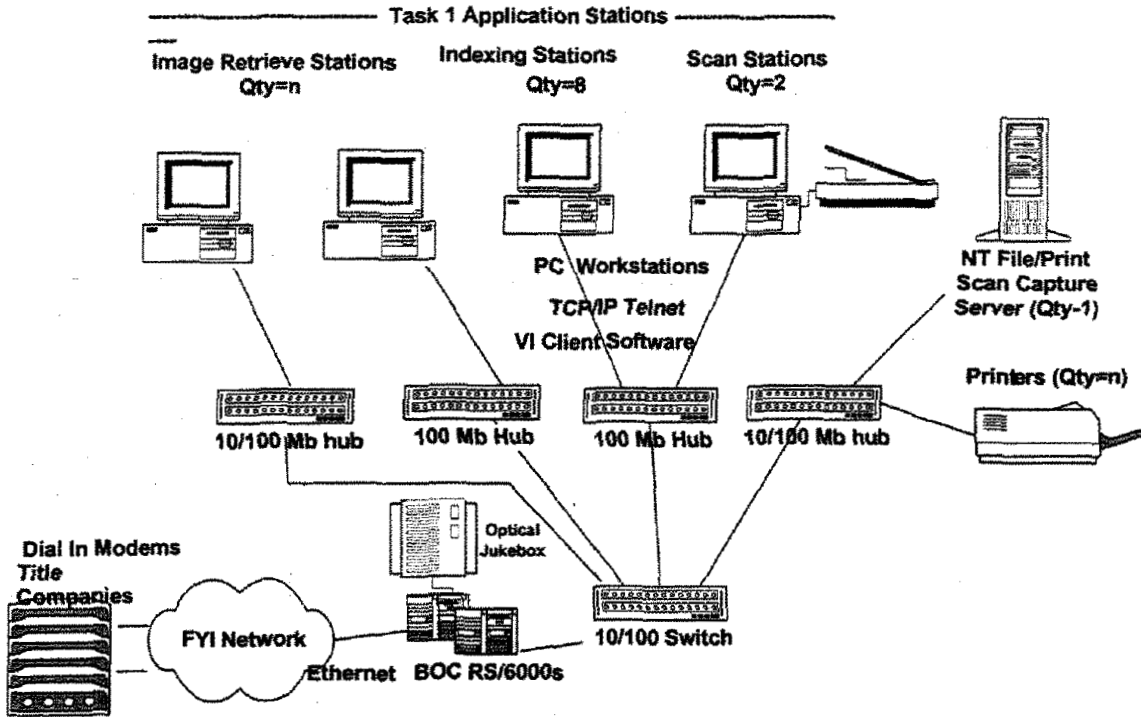 Task 1 Application Stations
Image Retrieve Stations
Qty=n
Indexing Stations
Qty=8
Scan Stations
Qty=2
PC Workstations
TCP/IP Telnet
VI Client Software
NT File/Print
Scan Capture
Server (Qty-1)
Printers (Qty=n)
10/100 Mb hub
100 Mb Hub
100 Mb Hub
10/100 Mb hub
Optical
Jukebox
Dial In Modems
Title
Companies
FYI Network
Ethernet
BOC RS/6000s
10/100 Switch